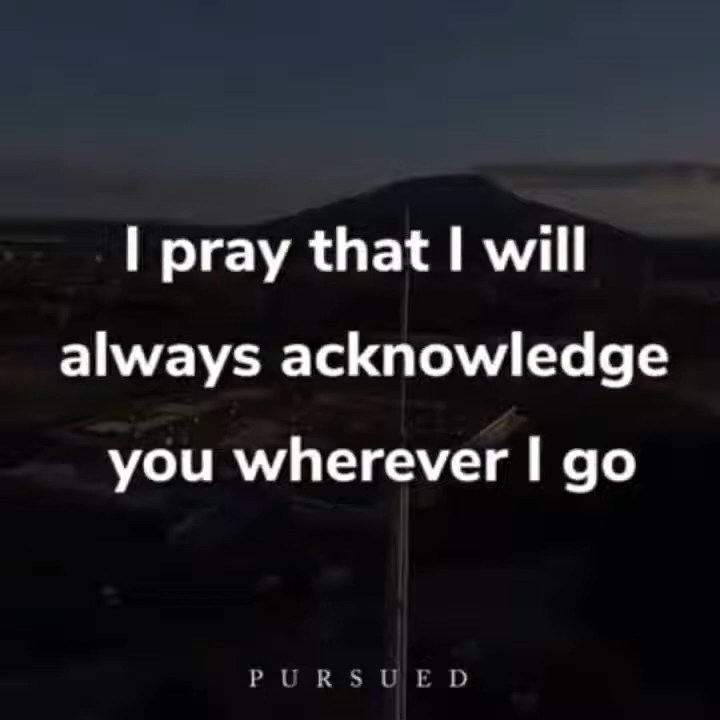 I pray that I will
always acknowledge
you wherever I go
PURSUED